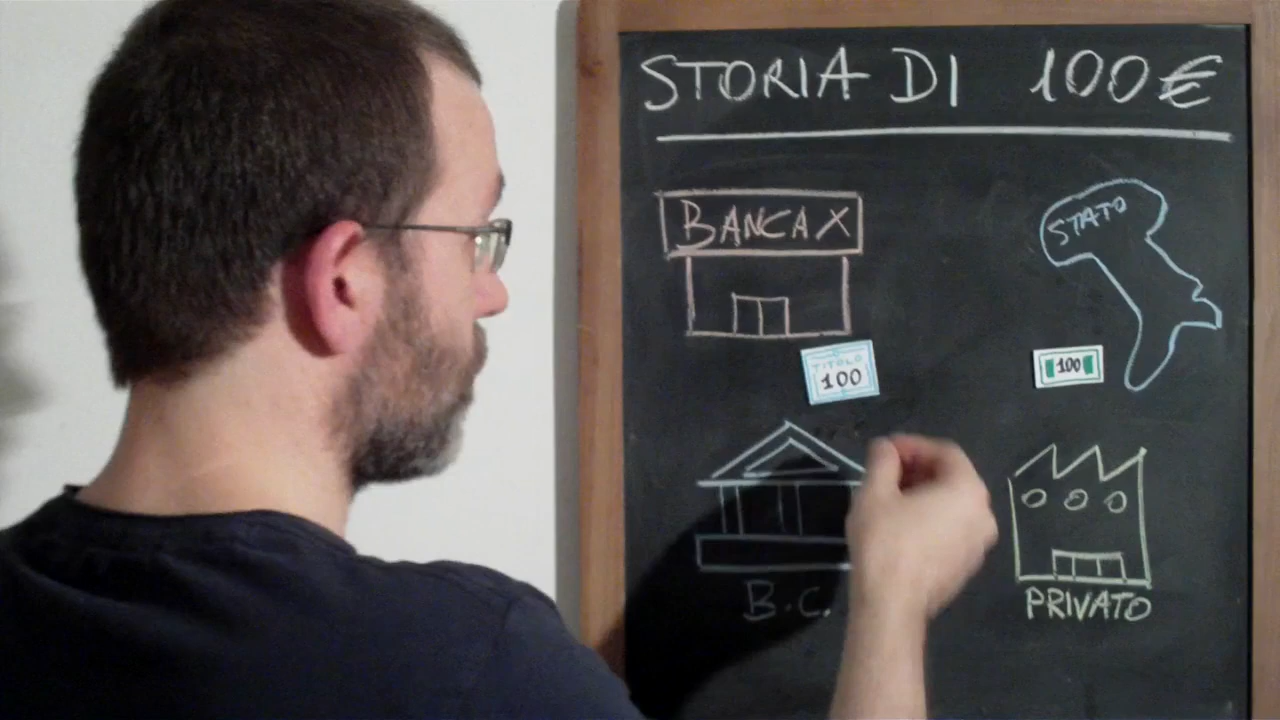 STORIA DI 100€
BANCA X
STATO
TITOLO
100
100
B.C.
PRIVATO